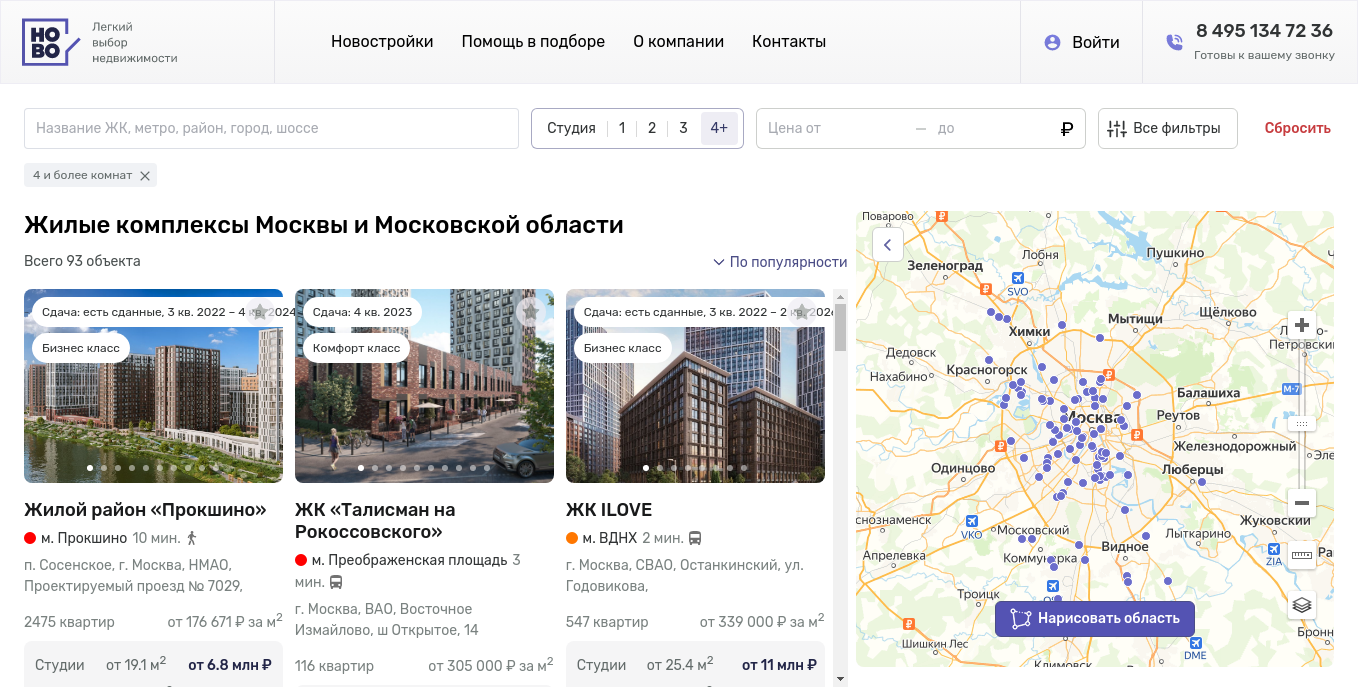 НО
ВО
Легкий
выбор
недвижимости
Новостройки
Помощь в подборе
О компании
Контакты
Войти
8 495 134 72 36
Готовы к вашему звонку
Название ЖК, метро, район, город, шоссе
Студия 1 2 3 4+
Цена от — до ₽
Все фильтры
Сбросить
4 и более комнат
Жилые комплексы Москвы и Московской области
Всего 93 объекта
По популярности
Сдача: есть сданные, 3 кв. 2022 – 4 кв. 2024
Бизнес класс
Жилой район «Прокшино»
м. Прокшино 10 мин.
п. Сосенское, г. Москва, НМАО,
Проектируемый проезд № 7029,
2475 квартир от 176 671 ₽ за м2
Студии от 19.1 м2 от 6.8 млн ₽
Сдача: 4 кв. 2023
Комфорт класс
ЖК «Талисман на
Рокоссовского»
м. Преображенская площадь 3
мин.
г. Москва, ВАО, Восточное
Измайлово, ш Открытое, 14
116 квартир от 305 000 ₽ за м2
Сдача: есть сданные, 3 кв. 2022 – 2 кв. 2026
Бизнес класс
ЖК ILOVE
м. ВДНХ 2 мин.
г. Москва, СВАО, Останкинский, ул.
Годовикова,
547 квартир от 339 000 ₽ за м2
Студии от 25.4 м2 от 11 млн ₽
Поварово
Лобня
Пушкино
Зеленоград
SVO
Щёлково
Мытищи
Химки
Петровский
Дедовск
Нахабино
Красногорск
М-7
Балашиха
Москва
Реутов
Железнодорожный
Одинцово
Люберцы
Жуковский
VKO
Московский
Лыткарино
Апрелевка
Коммунарка
Видное
ZIA
Троицк
Нарисовать область
Шишкин Лес
DME
Климовск